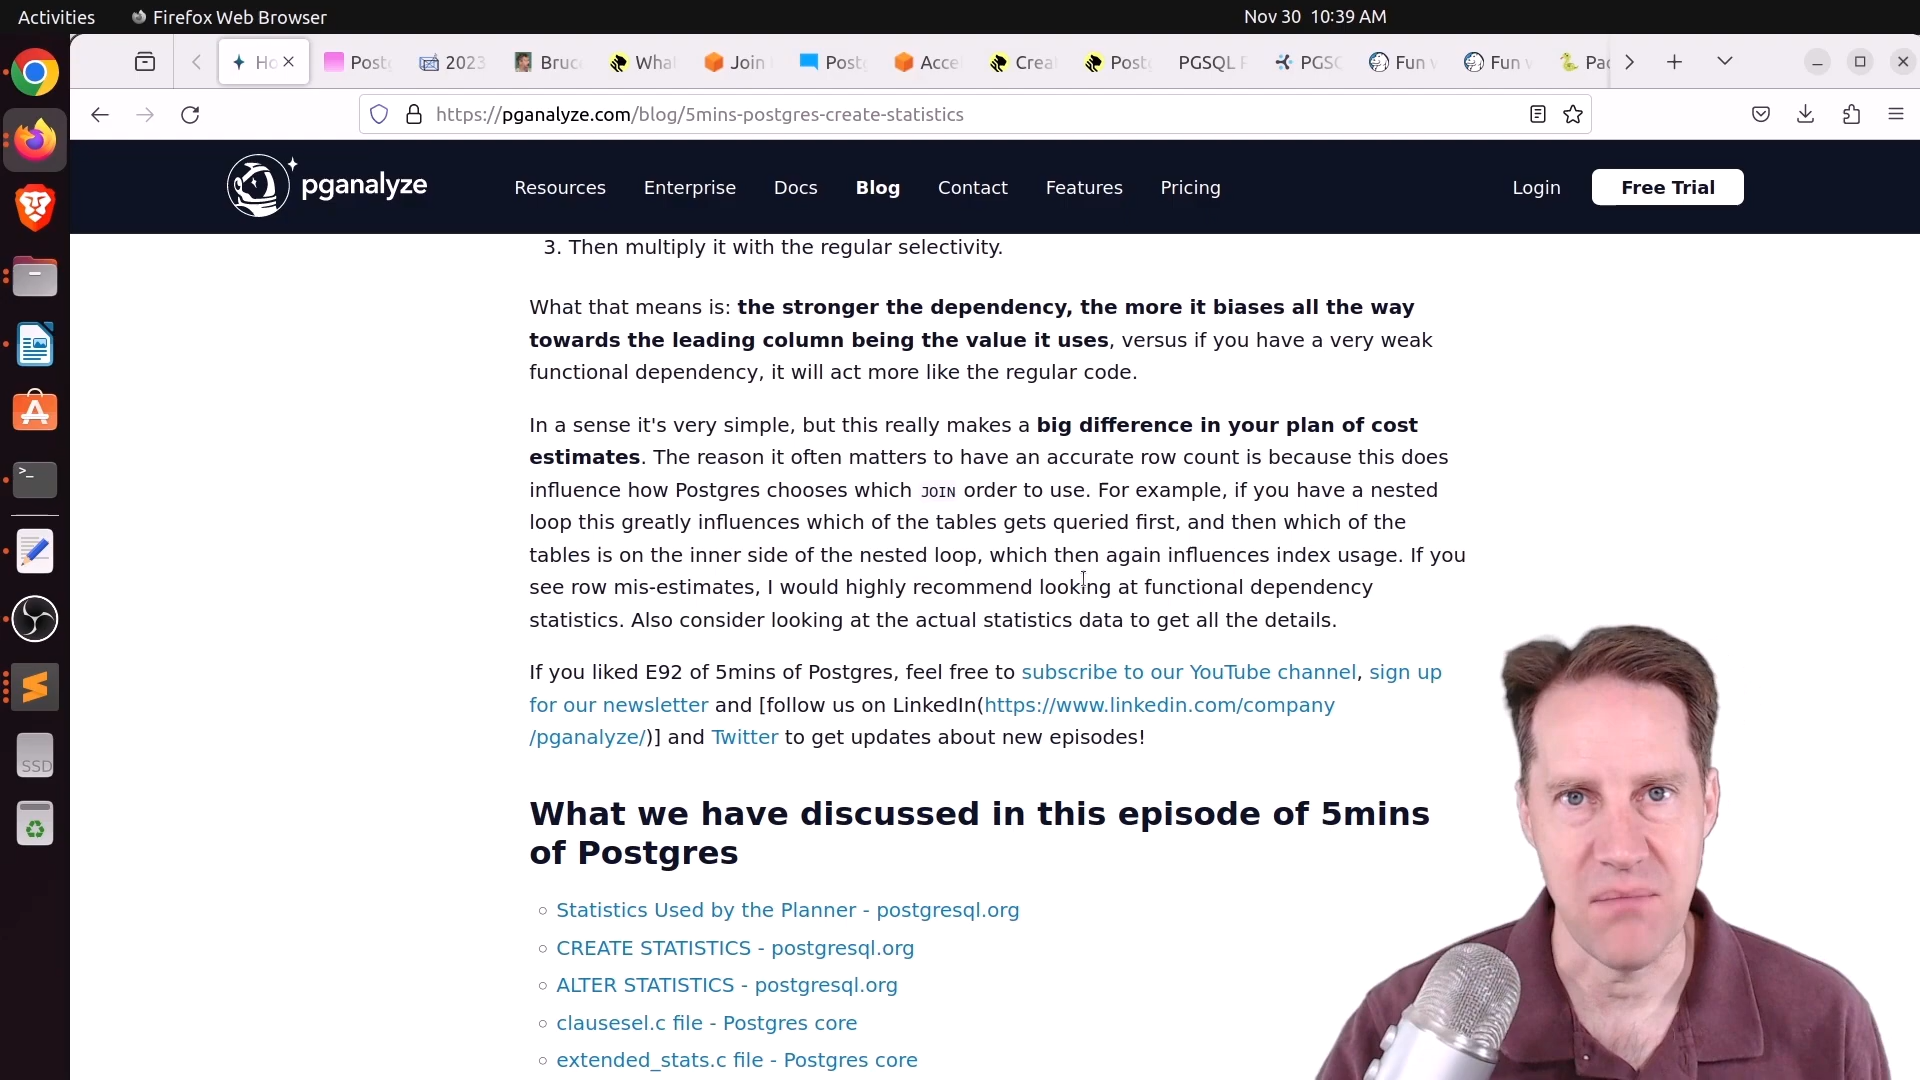 Activities
Firefox Web Browser
Nov 30 10:39 AM
Ho
Post
2023
Bruc
Wha
Join
Post
Acce
Crea
Post
PGSQL
PGSC
Fun
Fun
Pac
https://pganalyze.com/blog/5mins-postgres-create-statistics
pganalyze
Resources
Enterprise
Docs
Blog
Contact
Features
Pricing
Login
Free Trial
3. Then multiply it with the regular selectivity.
What that means is: the stronger the dependency, the more it biases all the way
towards the leading column being the value it uses, versus if you have a very weak
functional dependency, it will act more like the regular code.
In a sense it's very simple, but this really makes a big difference in your plan of cost
estimates. The reason it often matters to have an accurate row count is because this does
influence how Postgres chooses which JOIN order to use. For example, if you have a nested
loop this greatly influences which of the tables gets queried first, and then which of the
tables is on the inner side of the nested loop, which then again influences index usage. If you
see row mis-estimates, I would highly recommend looking at functional dependency
statistics. Also consider looking at the actual statistics data to get all the details.
If you liked E92 of 5mins of Postgres, feel free to subscribe to our YouTube channel, sign up
for our newsletter and [follow us on LinkedIn(https://www.linkedin.com/company
/pganalyze/)] and Twitter to get updates about new episodes!
What we have discussed in this episode of 5mins
of Postgres
Statistics Used by the Planner - postgresql.org
CREATE STATISTICS - postgresql.org
ALTER STATISTICS - postgresql.org
clausesel.c file - Postgres core
extended_stats.c file - Postgres core
SSD